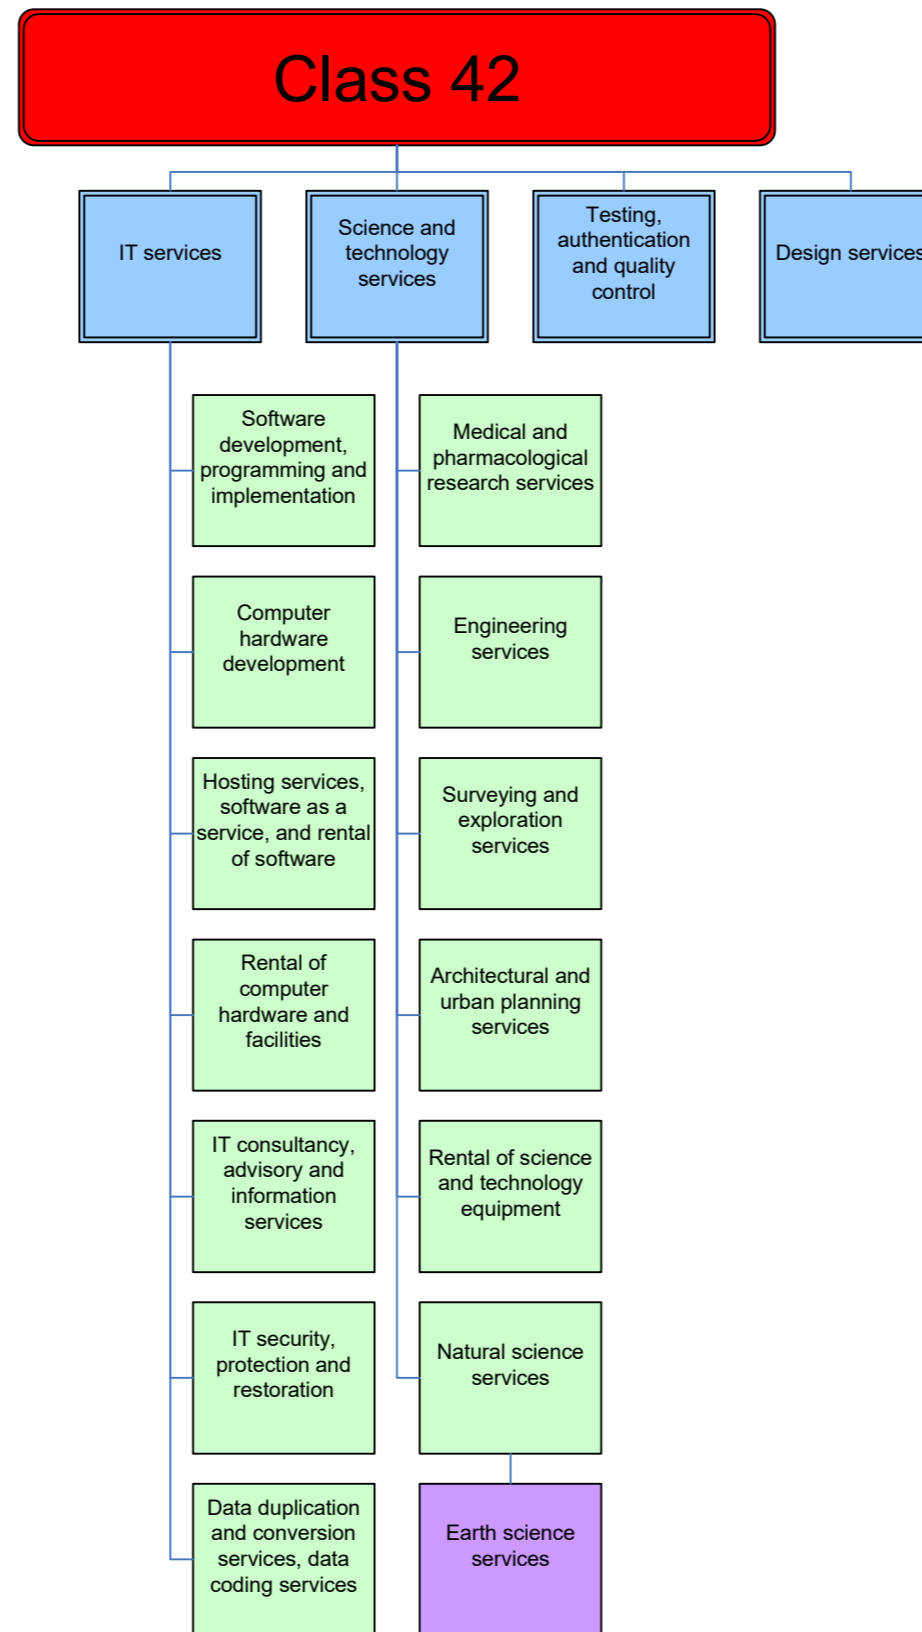 Class 42
IT services
Science and
technology
services
Testing,
authentication
and quality
control
Design services
Software
development,
programming and
implementation
Medical and
pharmacological
research services
Computer
hardware
development
Engineering
services
Hosting services,
software as a
service, and rental
of software
Surveying and
exploration
services
Rental of
computer
hardware and
facilities
Architectural and
urban planning
services
IT consultancy,
advisory and
information
services
Rental of science
and technology
equipment
IT security,
protection and
restoration
Natural science
services
Data duplication
and conversion
services, data
coding services
Earth science
services